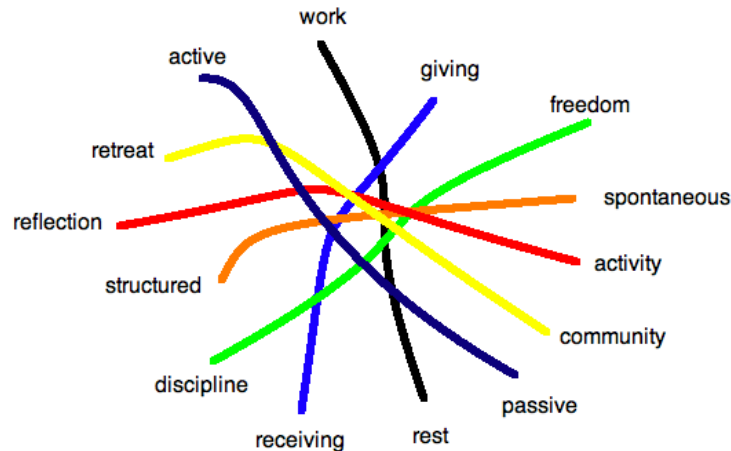 work
active
giving
freedom
retreat
spontaneous
reflection
activity
structured
community
discipline
passive
receiving
rest